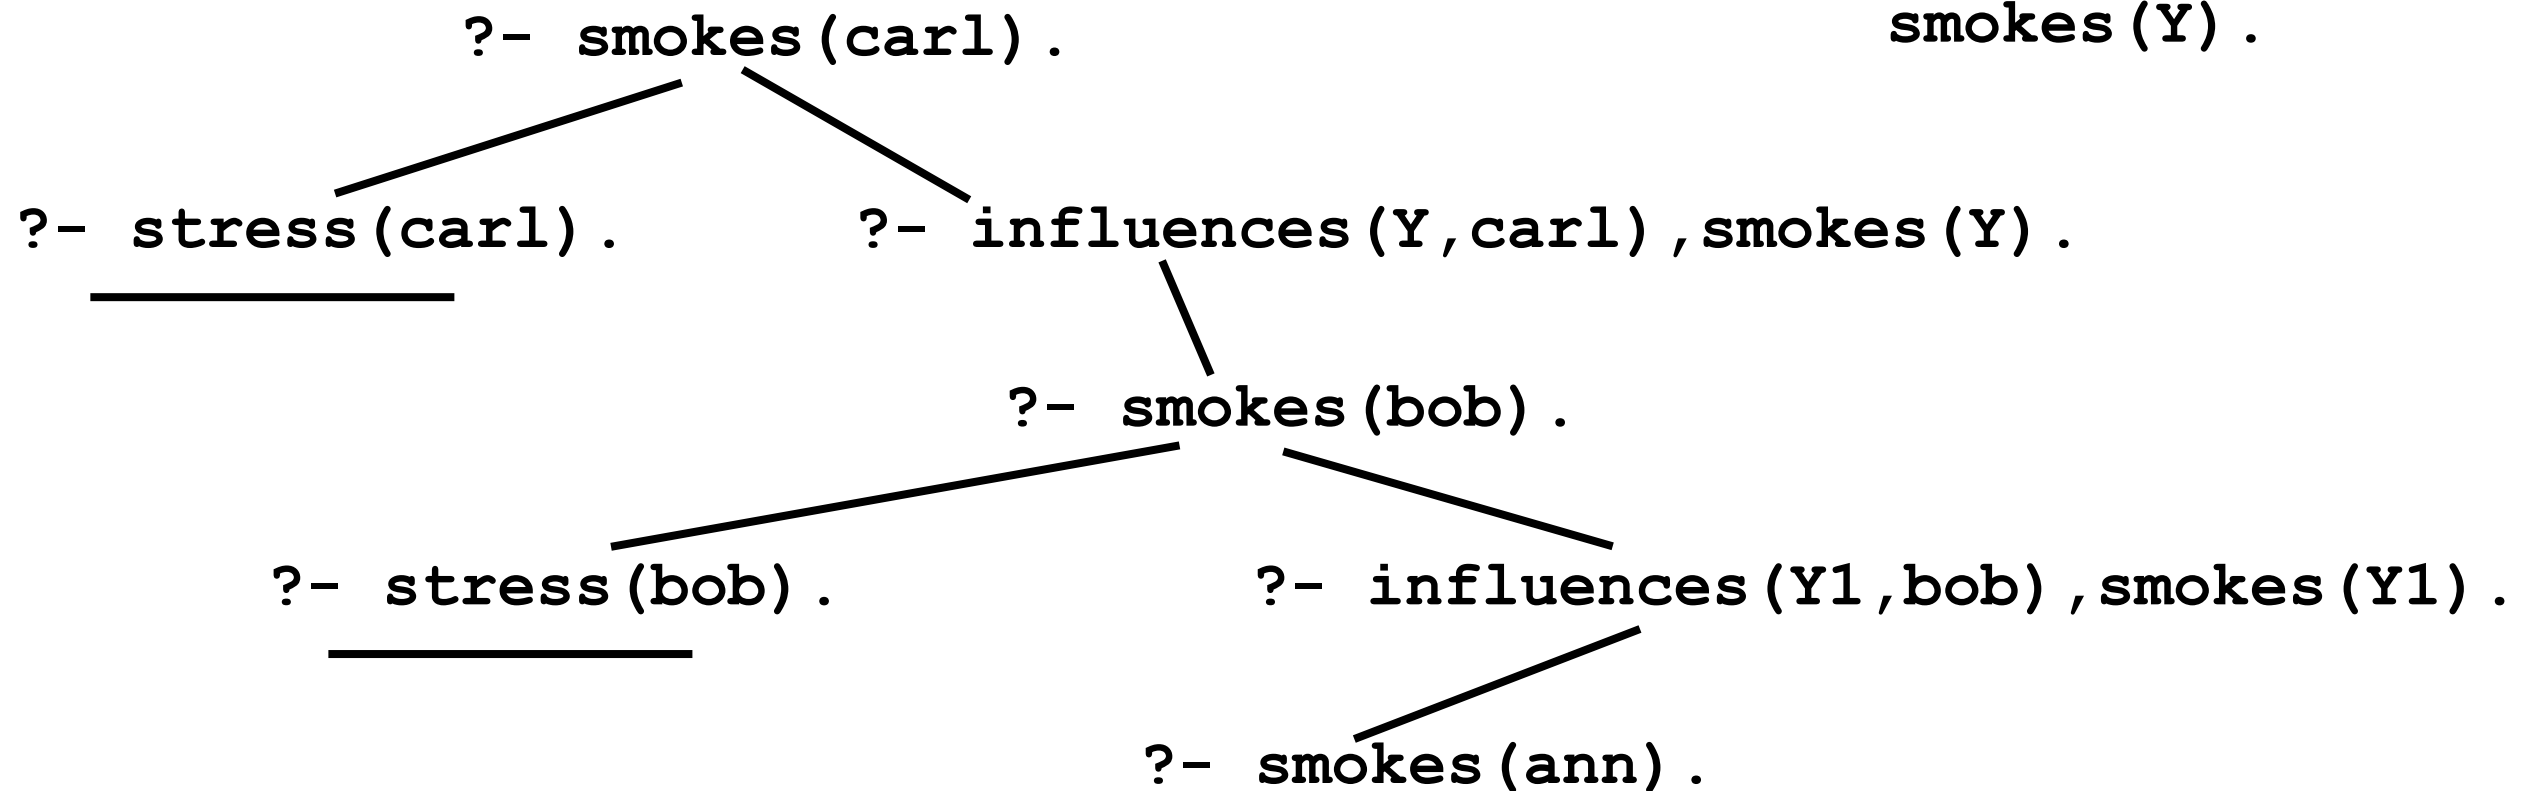 smokes(Y).
?- smokes(carl).
?- stress(carl).
?- influences(Y,carl),smokes(Y).
?- smokes(bob).
?- stress(bob).
?- influences(Y1,bob),smokes(Y1).
?- smokes(ann).